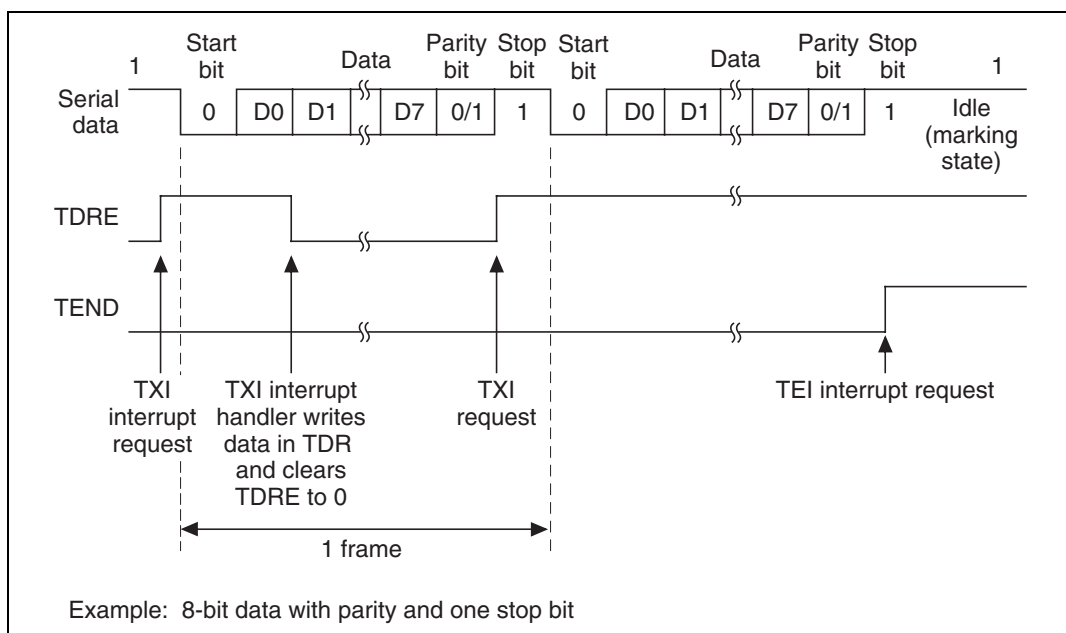 1
Start
bit
Data
Parity
bit
Stop
bit
Start
bit
Data
Parity
bit
Stop
bit
1
Serial
data
0 D0 D1 D7 0/1 1 0 D0 D1 D7 0/1 1
Idle
(marking
state)
TDRE
TEND
TXI
interrupt
request
TXI interrupt
handler writes
data in TDR
and clears
TDRE to 0
TXI
request
TEI interrupt request
1 frame
Example: 8-bit data with parity and one stop bit